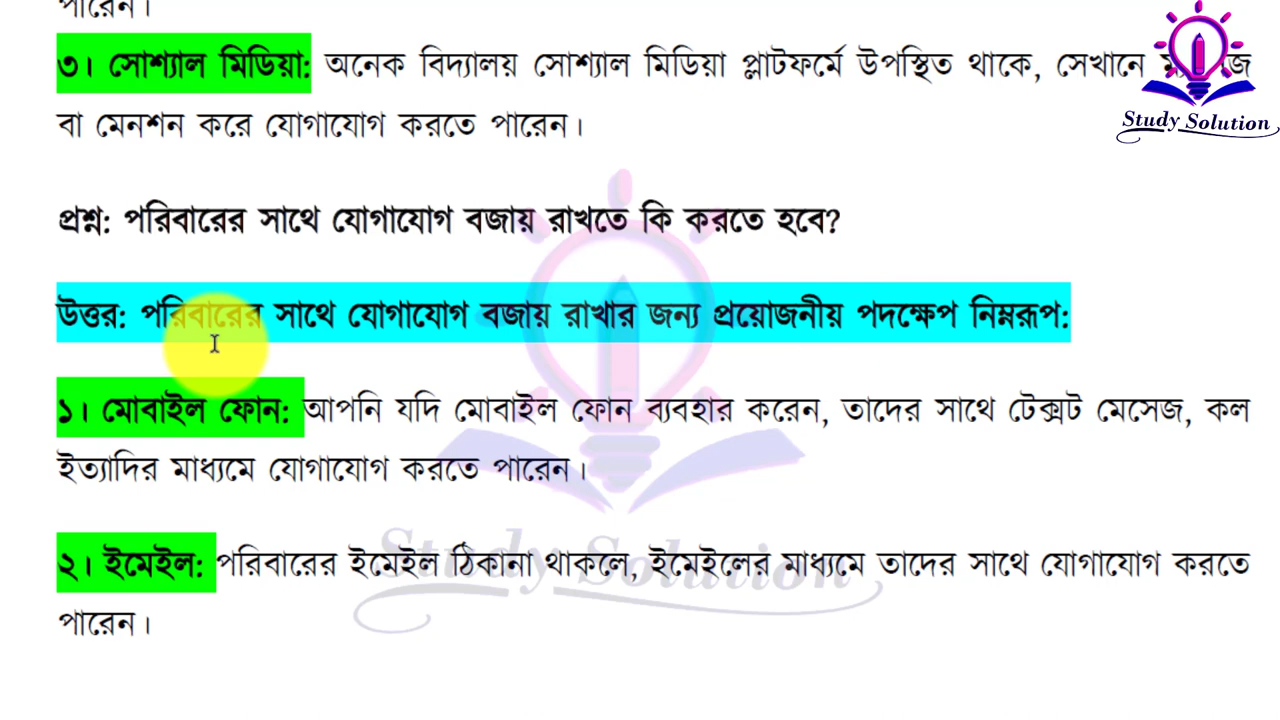 পারেন।
৩। সোশ্যাল মিডিয়া: অনেক বিদ্যালয় সোশ্যাল মিডিয়া প্লাটফর্মে উপস্থিত থাকে, সেখানে
বা মেনশন করে যোগাযোগ করতে পারেন।
Study Solution
প্রশ্ন: পরিবারের সাথে যোগাযোগ বজায় রাখতে কি করতে হবে?
উত্তর: পরিবারের সাথে যোগাযোগ বজায় রাখার জন্য প্রয়োজনীয় পদক্ষেপ নিম্নরূপ:
১। মোবাইল ফোন: আপনি যদি মোবাইল ফোন ব্যবহার করেন, তাদের সাথে টেক্সট মেসেজ, কল
ইত্যাদির মাধ্যমে যোগাযোগ করতে পারেন।
Study Solution
২। ইমেইল: পরিবারের ইমেইল ঠিকানা থাকলে, ইমেইলের মাধ্যমে তাদের সাথে যোগাযোগ করতে
পারেন।